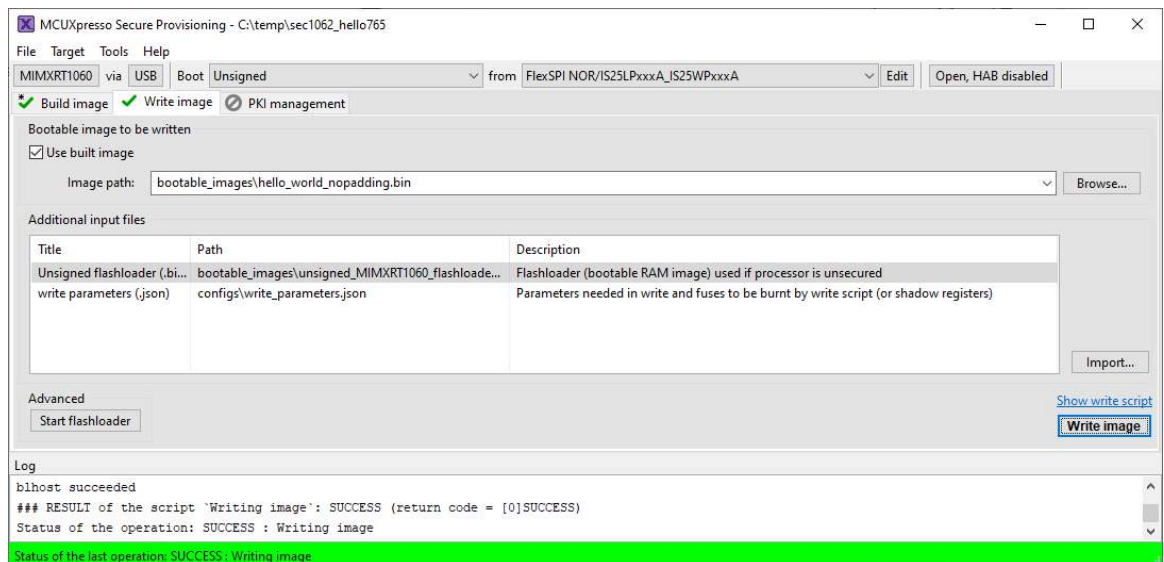 MCUXpresso Secure Provisioning - C:\temp\sec1062_hello765
File Target Tools Help
MIMXRT1060 via USB Boot Unsigned from FlexSPI NOR/IS25LPxxxA_IS25WPxxxA Edit Open, HAB disabled
Build image Write image PKI management
Bootable image to be written
Use built image
Image path: bootable_images\hello_world_nopadding.bin Browse...
Additional input files
Title Path Description
Unsigned flashloader (.bi... bootable_images\unsigned_MIMXRT1060_flashloade... Flashloader (bootable RAM image) used if processor is unsecured
write parameters (.json) configs\write_parameters.json Parameters needed in write and fuses to be burnt by write script (or shadow registers)
Import...
Advanced
Show write script
Start flashloader
Write image
Log
blhost succeeded
### RESULT of the script `Writing image`: SUCCESS (return code = [0]SUCCESS)
Status of the operation: SUCCESS : Writing image
Status of the last operation: SUCCESS : Writing image